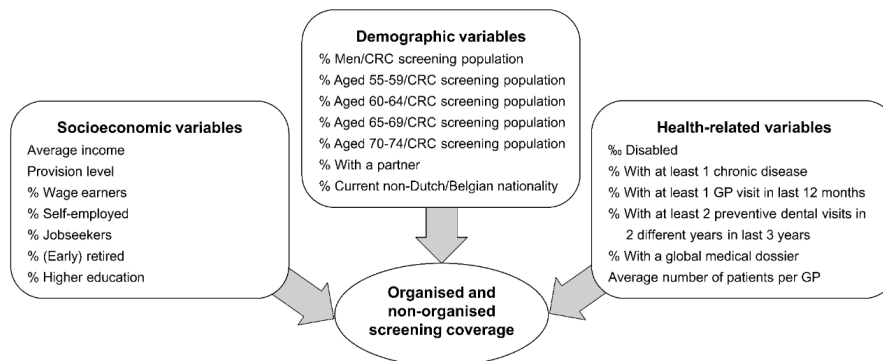 Demographic variables
% Men/CRC screening population
% Aged 55-59/CRC screening population
% Aged 60-64/CRC screening population
% Aged 65-69/CRC screening population
% Aged 70-74/CRC screening population
% With a partner
% Current non-Dutch/Belgian nationality
Socioeconomic variables
Average income
Provision level
% Wage earners
% Self-employed
% Jobseekers
% (Early) retired
% Higher education
Health-related variables
‰ Disabled
% With at least 1 chronic disease
% With at least 1 GP visit in last 12 months
% With at least 2 preventive dental visits in
2 different years in last 3 years
% With a global medical dossier
Average number of patients per GP
Organised and
non-organised
screening coverage